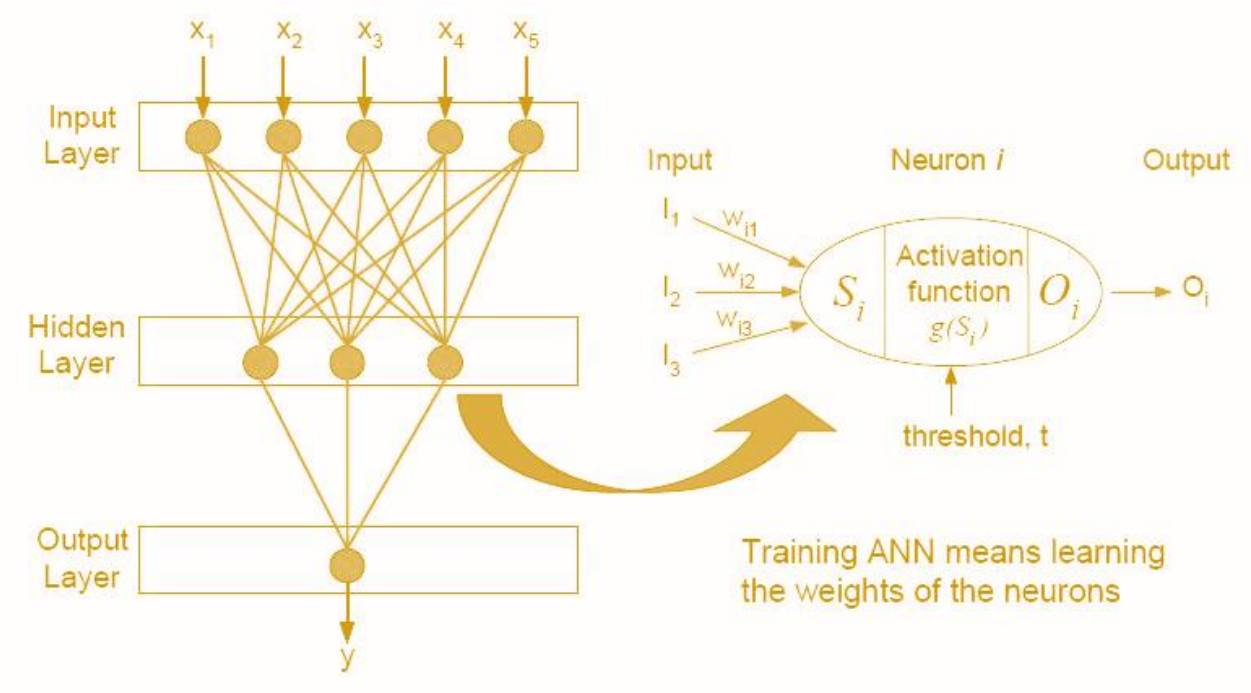 x₁ x₂ x₃ x₄ x₅
Input
Layer
Hidden
Layer
Output
Layer
y
Input Neuron i Output
I₁
I₂
I₃
wᵢ₁
wᵢ₂
wᵢ₃
Sᵢ
Activation
function
g(Sᵢ)
Oᵢ
Oᵢ
threshold, t
Training ANN means learning
the weights of the neurons